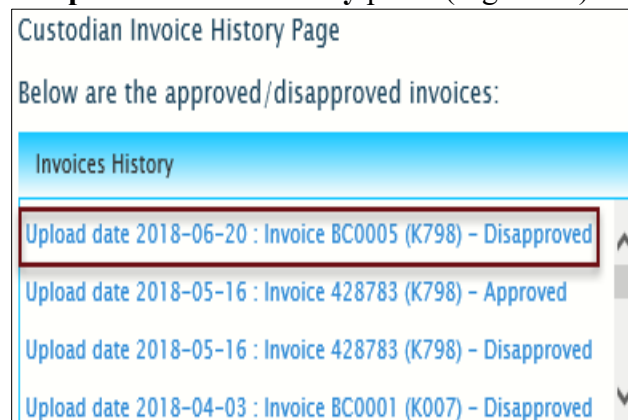 Custodian Invoice History Page
Below are the approved/disapproved invoices:
Invoices History
Upload date 2018-06-20 : Invoice BC0005 (K798) - Disapproved
Upload date 2018-05-16 : Invoice 428783 (K798) - Approved
Upload date 2018-05-16 : Invoice 428783 (K798) - Disapproved
Upload date 2018-04-03 : Invoice BC0001 (K007) - Disapproved